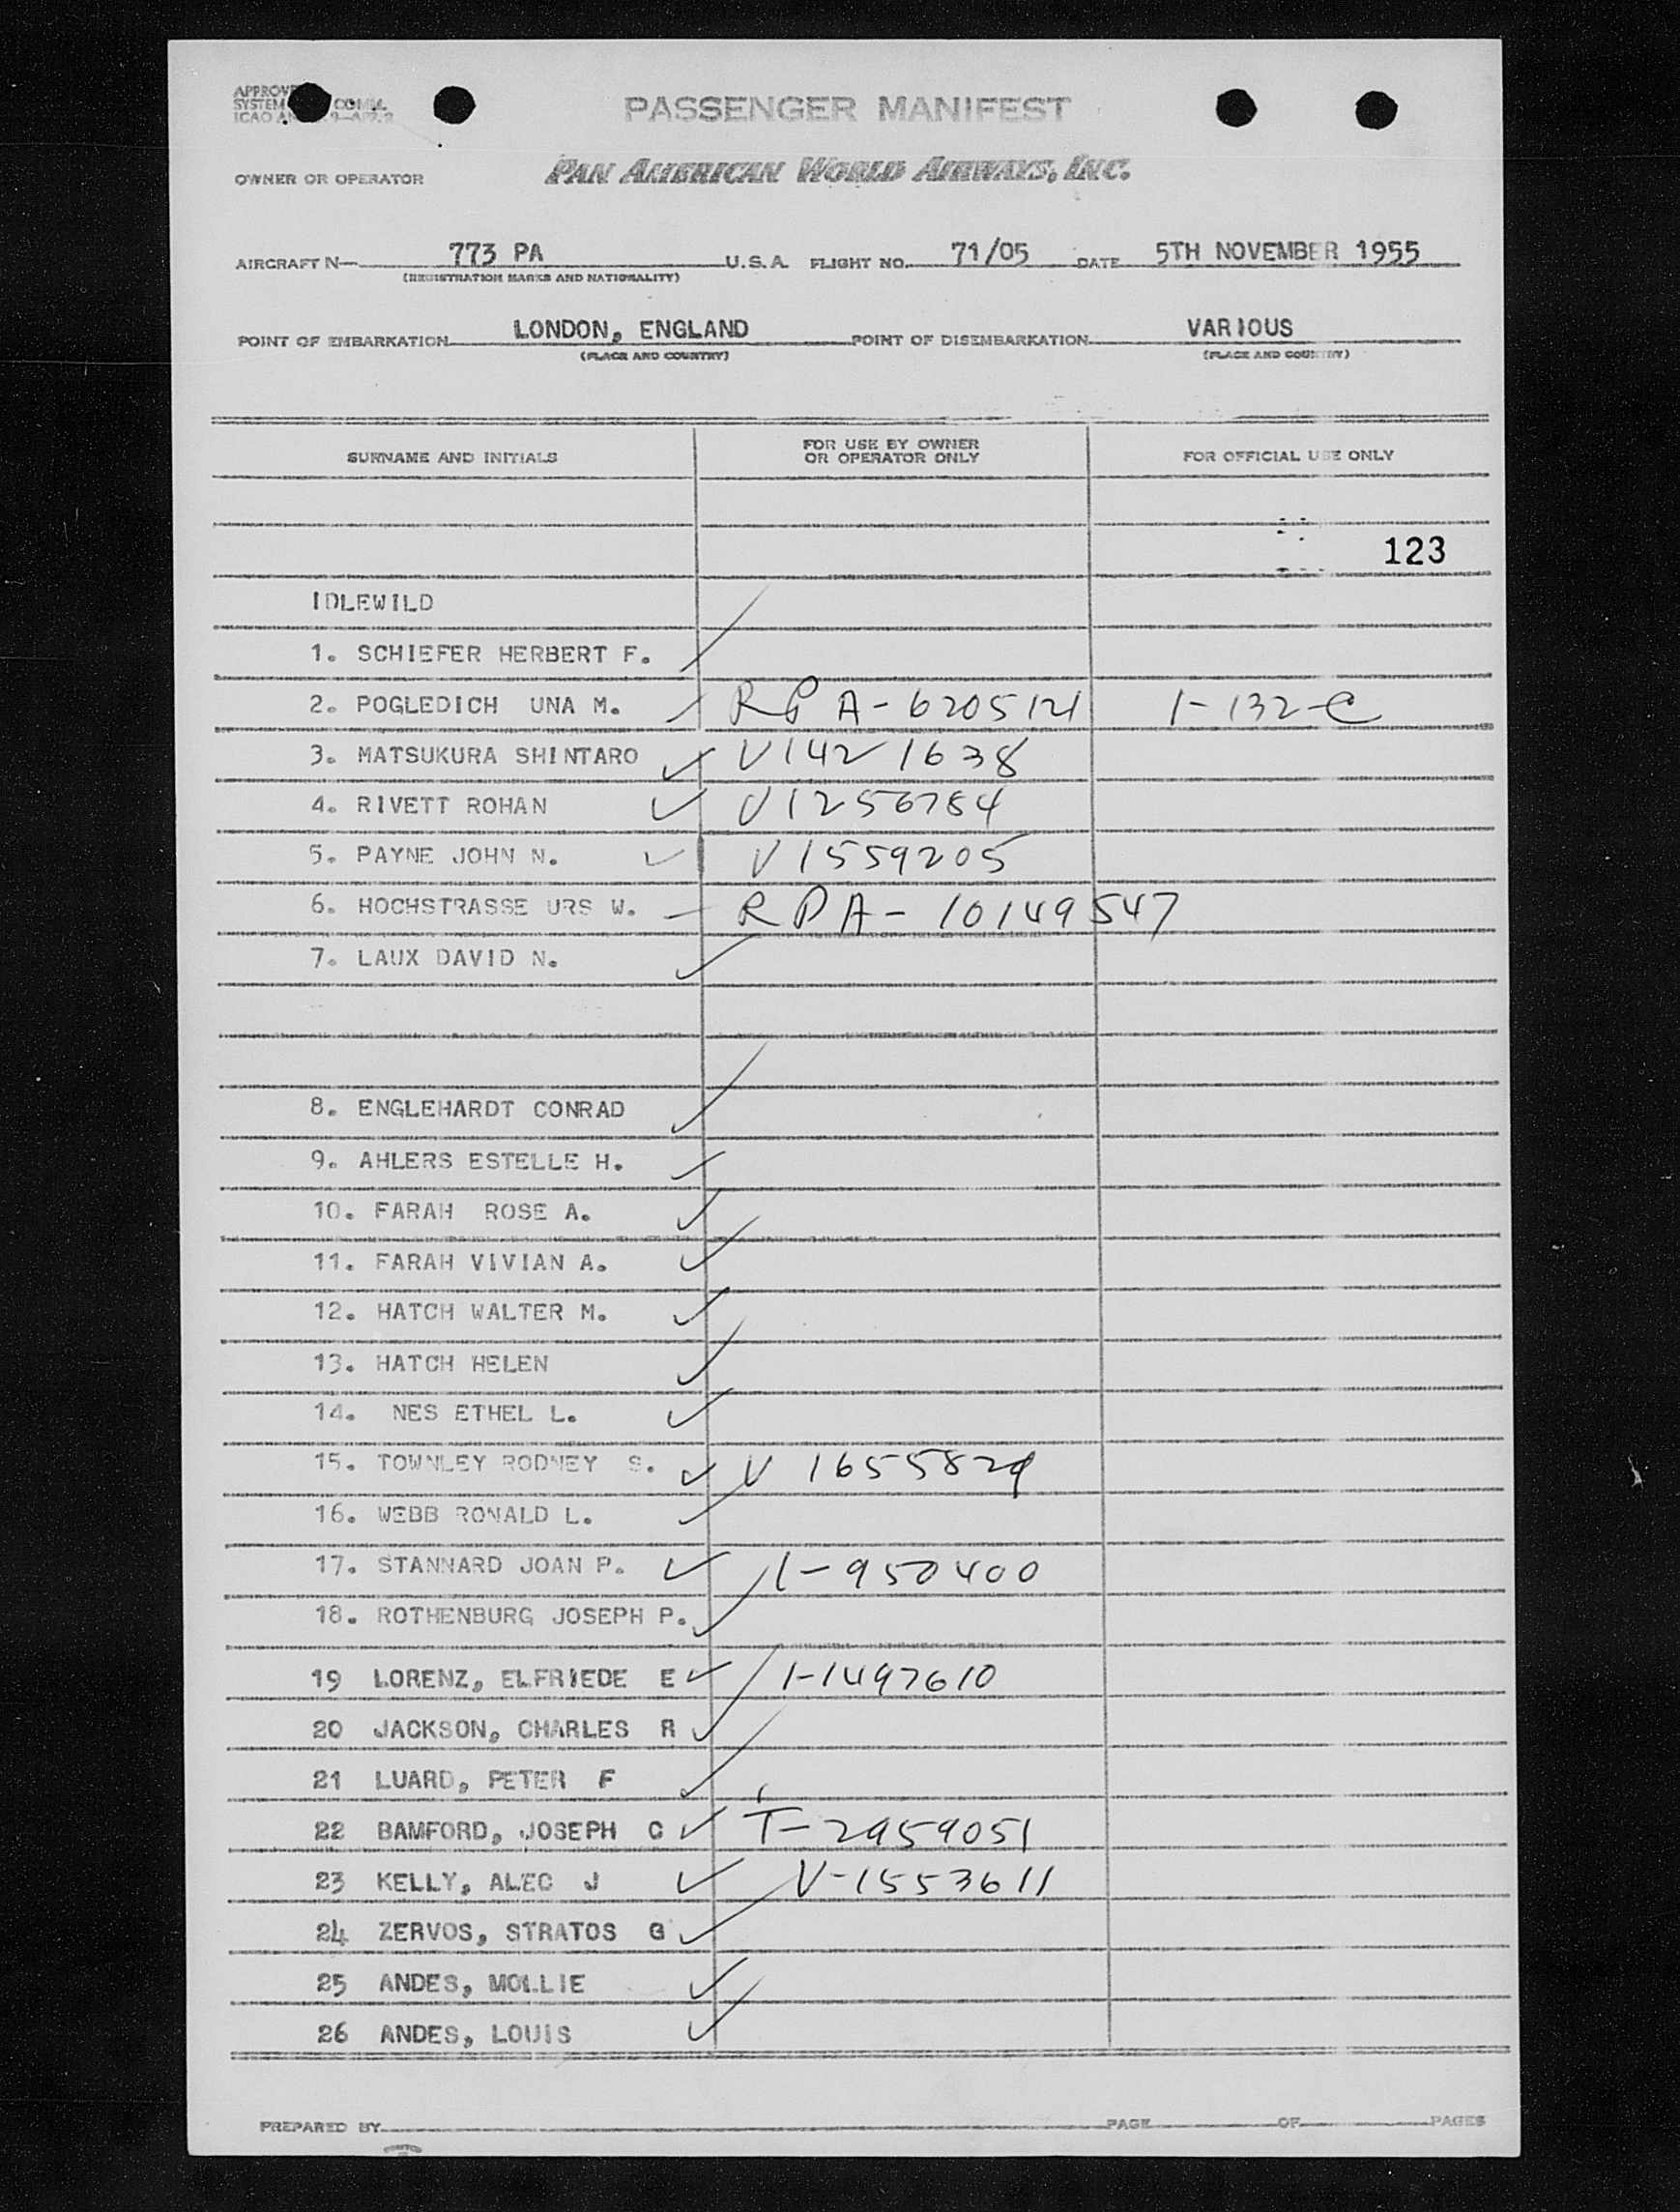 PASSENGER MANIFEST
OWNER OR OPERATOR PAN AMERICAN WORLD AIRWAYS, INC.
AIRCRAFT N- 773 PA U.S.A. FLIGHT NO. 71/05 DATE 5TH NOVEMBER 1955
(REGISTRATION MARKS AND NATIONALITY)
POINT OF EMBARKATION LONDON, ENGLAND POINT OF DISEMBARKATION VARIOUS
(PLACE AND COUNTRY) (PLACE AND COUNTRY)
SURNAME AND INITIALS FOR USE BY OWNER OR OPERATOR ONLY FOR OFFICIAL USE ONLY
123
IDLEWILD
1. SCHIEFER HERBERT F.
2. POGLEDICH UNA M. RPA-6205121 1-132-C
3. MATSUKURA SHINTARO V1421638
4. RIVETT ROHAN V1256784
5. PAYNE JOHN N. V1559205
6. HOCHSTRASSE URS W. RPA-10149547
7. LAUX DAVID N.
8. ENGLEHARDT CONRAD
9. AHLERS ESTELLE H.
10. FARAH ROSE A.
11. FARAH VIVIAN A.
12. HATCH WALTER M.
13. HATCH HELEN
14. NES ETHEL L.
15. TOWNLEY RODNEY S. V 1655829
16. WEBB RONALD L.
17. STANNARD JOAN P. 1-950400
18. ROTHENBURG JOSEPH P.
19 LORENZ, ELFRIEDE E 1-1497610
20 JACKSON, CHARLES R
21 LUARD, PETER F
22 BAMFORD, JOSEPH C T-2959051
23 KELLY, ALEC J V-1553611
24 ZERVOS, STRATOS G
25 ANDES, MOLLIE
26 ANDES, LOUIS
PREPARED BY PAGE OF PAGES